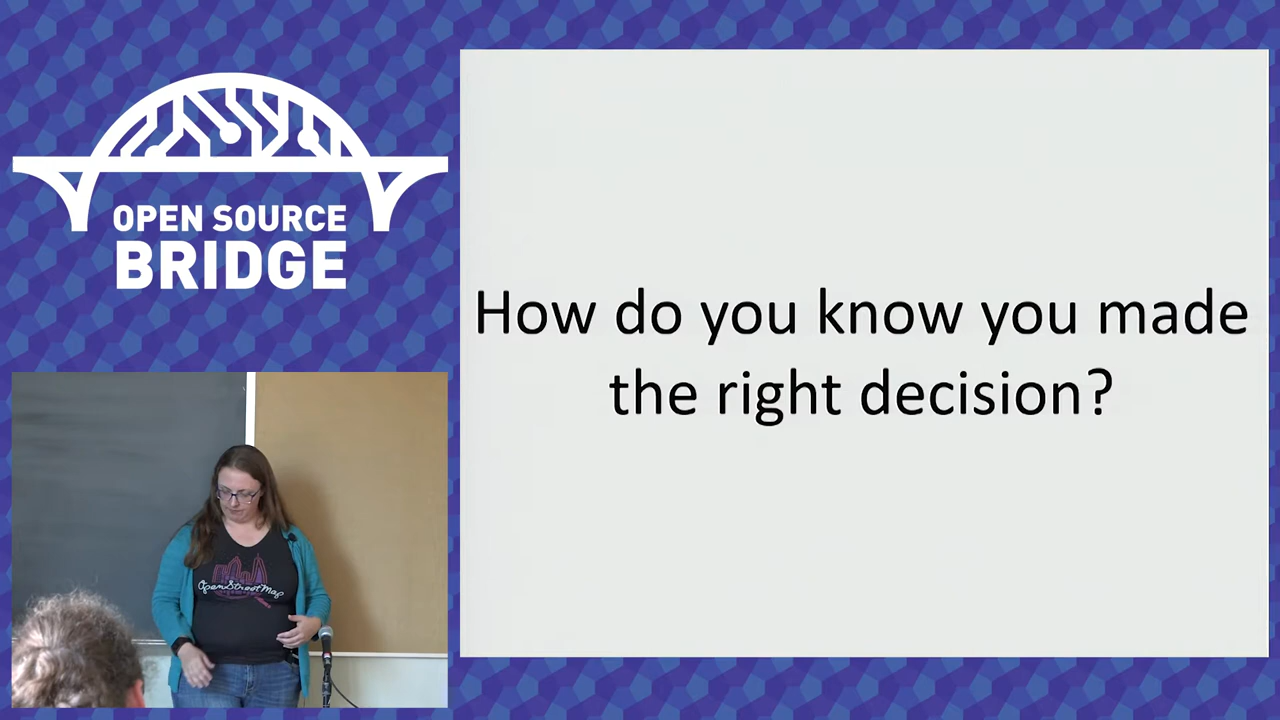 OPEN SOURCE
BRIDGE
How do you know you made
the right decision?
OpenStreetMap